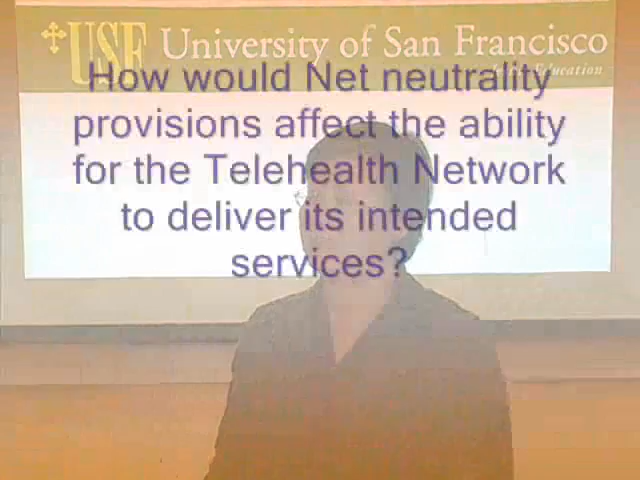 USF University of San Francisco
Education
How would Net neutrality
provisions affect the ability
for the Telehealth Network
to deliver its intended
services?